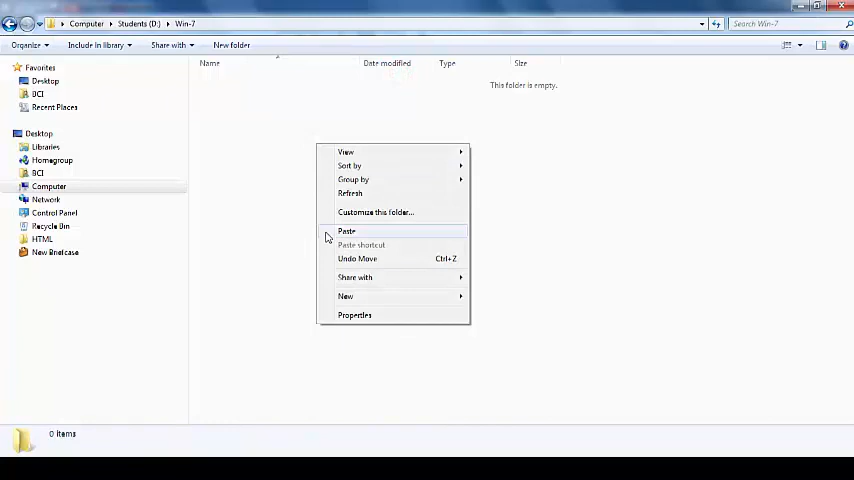 Computer Students (D:) Win-7
Search Win-7
Organize Include in library Share with New folder
Name Date modified Type Size
This folder is empty.
Favorites
Desktop
BCI
Recent Places
Desktop
Libraries
Homegroup
BCI
Computer
Network
Control Panel
Recycle Bin
HTML
New Briefcase
View
Sort by
Group by
Refresh
Customize this folder...
Paste
Paste shortcut
Undo Move Ctrl+Z
Share with
New
Properties
0 items